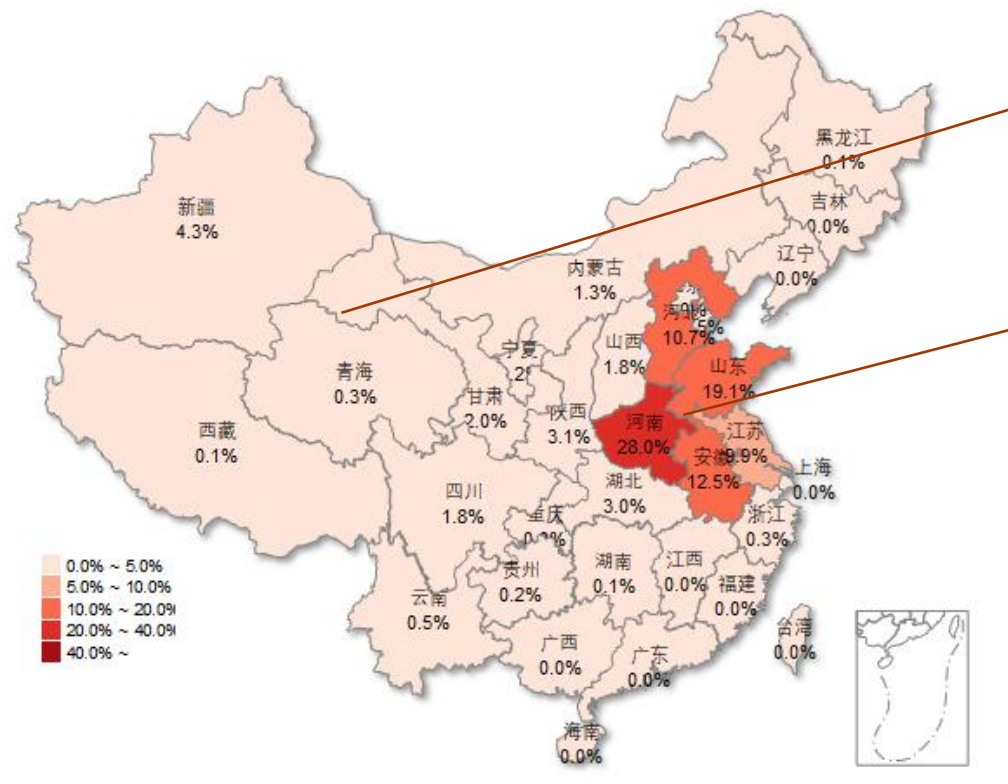 黑龙江
0.1%
吉林
0.0%
辽宁
0.0%
新疆
4.3%
内蒙古
1.3%
河北
10.7%
山西
1.8%
宁夏
山东
19.1%
青海
0.3%
甘肃
2.0%
陕西
3.1%
河南
28.0%
江苏
9.9%
西藏
0.1%
安徽
12.5%
上海
0.0%
四川
1.8%
湖北
3.0%
重庆
浙江
0.3%
贵州
0.2%
湖南
0.1%
江西
0.0%
福建
0.0%
云南
0.5%
广西
0.0%
广东
0.0%
台湾
0.0%
海南
0.0%
0.0% ~ 5.0%
5.0% ~ 10.0%
10.0% ~ 20.0%
20.0% ~ 40.0%
40.0% ~